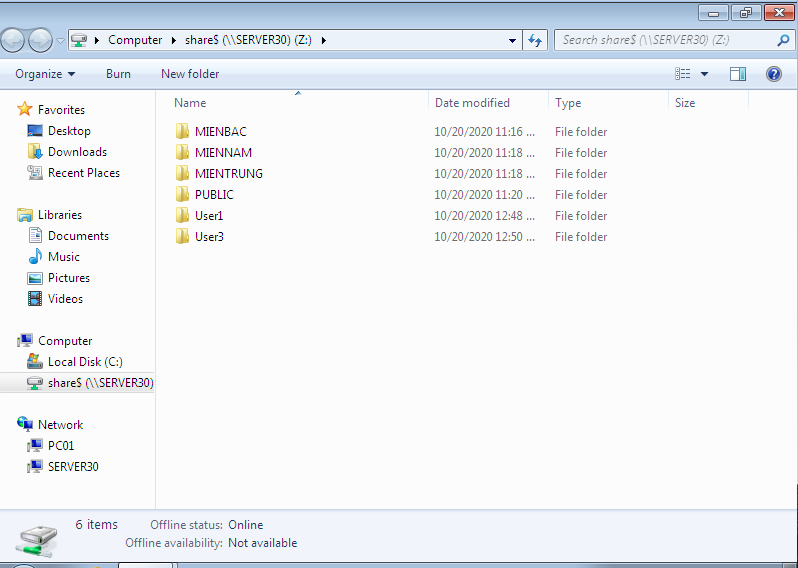 Computer share$ (\\SERVER30) (Z:) Search share$ (\\SERVER30) (Z:)
Organize Burn New folder
Name Date modified Type Size
Favorites
Desktop
Downloads
Recent Places
Libraries
Documents
Music
Pictures
Videos
Computer
Local Disk (C:)
share$ (\\SERVER30)
Network
PC01
SERVER30
MIENBAC 10/20/2020 11:16 ... File folder
MIENNAM 10/20/2020 11:18 ... File folder
MIENTRUNG 10/20/2020 11:18 ... File folder
PUBLIC 10/20/2020 11:20 ... File folder
User1 10/20/2020 12:48 ... File folder
User3 10/20/2020 12:50 ... File folder
6 items Offline status: Online
Offline availability: Not available